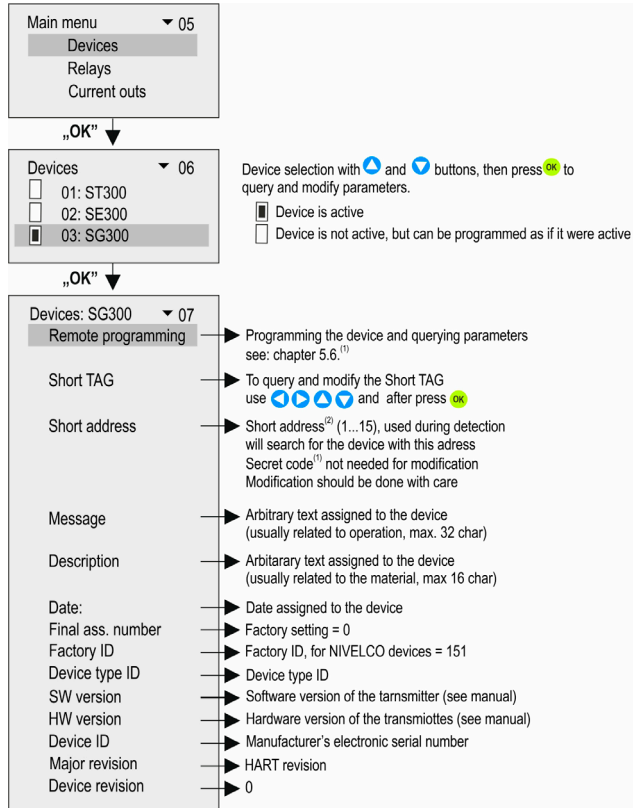 Main menu 05
Devices
Relays
Current outs
„OK”
Devices 06
01: ST300
02: SE300
03: SG300
Device selection with and buttons, then press OK to
query and modify parameters.
Device is active
Device is not active, but can be programmed as if it were active
„OK”
Devices: SG300 07
Remote programming
Programming the device and querying parameters
see: chapter 5.6.(1)
Short TAG
To query and modify the Short TAG
use and after press OK
Short address
Short address(2) (1...15), used during detection
will search for the device with this adress
Secret code(1) not needed for modification
Modification should be done with care
Message
Arbitrary text assigned to the device
(usually related to operation, max. 32 char)
Description
Arbitarary text assigned to the device
(usually related to the material, max 16 char)
Date: Date assigned to the device
Final ass. number Factory setting = 0
Factory ID Factory ID, for NIVELCO devices = 151
Device type ID Device type ID
SW version Software version of the tarnsmitter (see manual)
HW version Hardware version of the transmiottes (see manual)
Device ID Manufacturer's electronic serial number
Major revision HART revision
Device revision 0